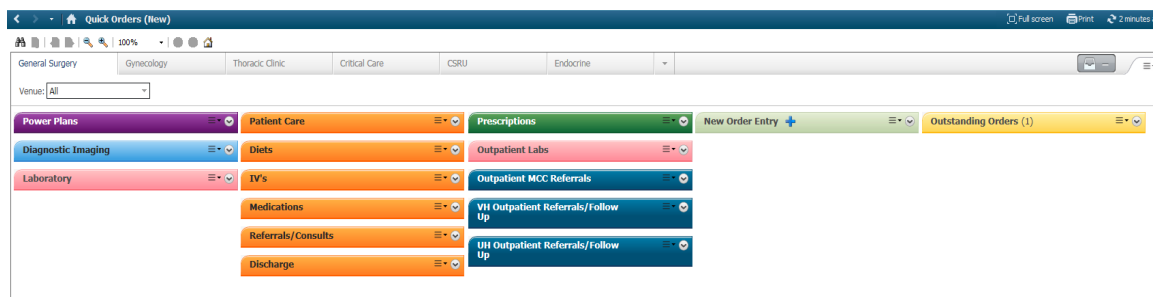 Quick Orders (New)
Full screen Print 2 minutes
100%
General Surgery Gynecology Thoracic Clinic Critical Care CSRU Endocrine
Venue: All
Power Plans
Diagnostic Imaging
Laboratory
Patient Care
Diets
IV's
Medications
Referrals/Consults
Discharge
Prescriptions
Outpatient Labs
Outpatient MCC Referrals
VH Outpatient Referrals/Follow
Up
UH Outpatient Referrals/Follow
Up
New Order Entry
Outstanding Orders (1)